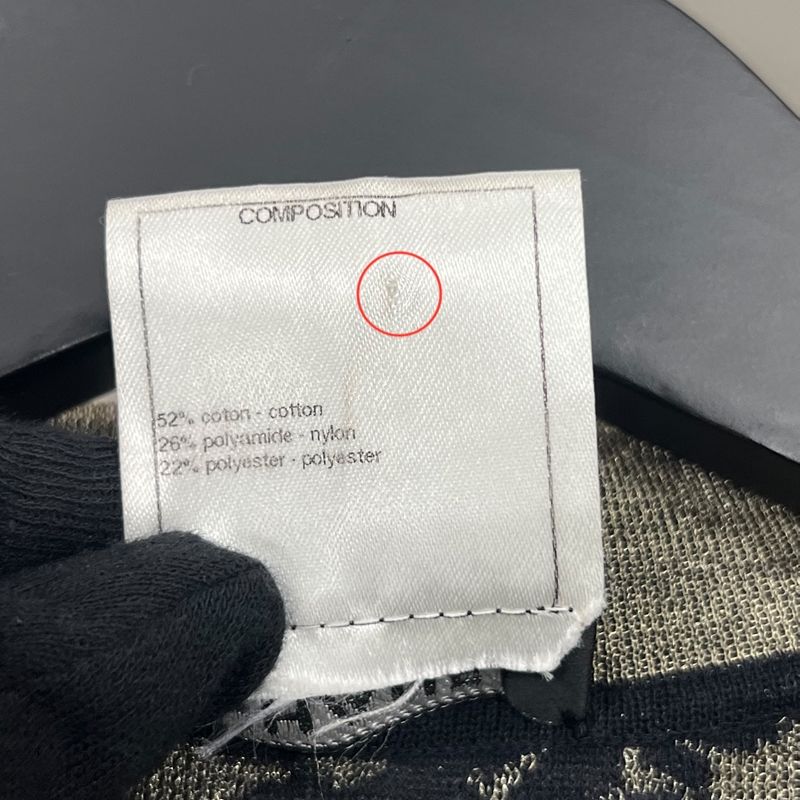 COMPOSITION
52% coton - cotton
26% polyamide - nylon
22% polyester - polyester